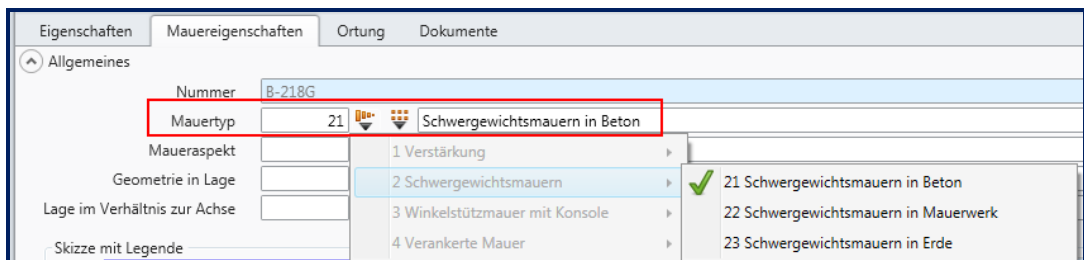 Eigenschaften Mauereigenschaften Ortung Dokumente
Allgemeines
Nummer B-218G
Mauertyp 21 Schwergewichtsmauern in Beton
Maueraspekt 1 Verstärkung
Geometrie in Lage 2 Schwergewichtsmauern 21 Schwergewichtsmauern in Beton
Lage im Verhältnis zur Achse 3 Winkelstützmauer mit Konsole 22 Schwergewichtsmauern in Mauerwerk
Skizze mit Legende 4 Verankerte Mauer 23 Schwergewichtsmauern in Erde